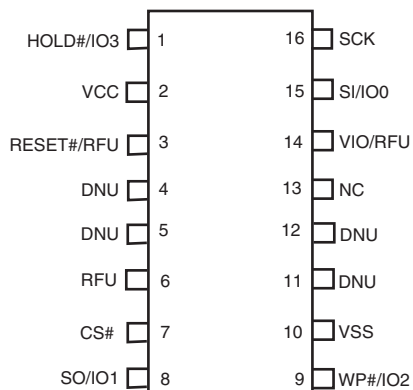 HOLD#/IO3 1 16 SCK
VCC 2 15 SI/IO0
RESET#/RFU 3 14 VIO/RFU
DNU 4 13 NC
DNU 5 12 DNU
RFU 6 11 DNU
CS# 7 10 VSS
SO/IO1 8 9 WP#/IO2